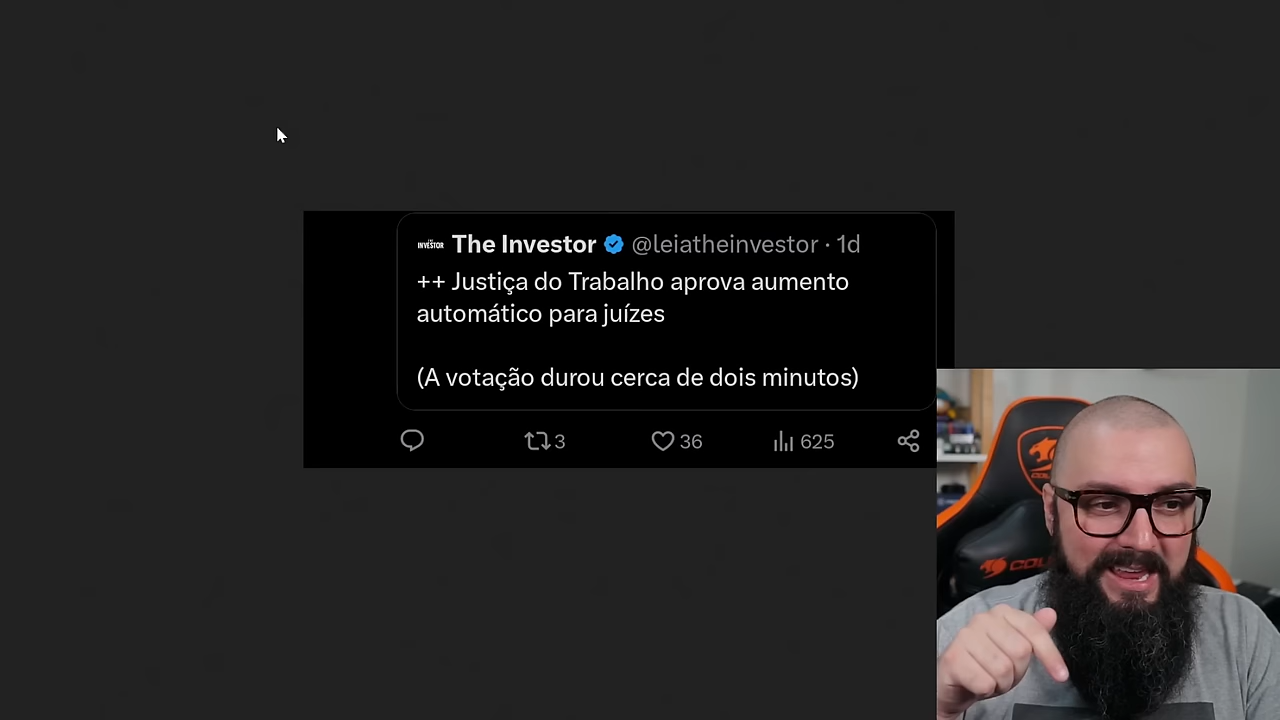 INVESTOR The Investor @leiatheinvestor · 1d
++ Justiça do Trabalho aprova aumento
automático para juízes
(A votação durou cerca de dois minutos)
3 36 625